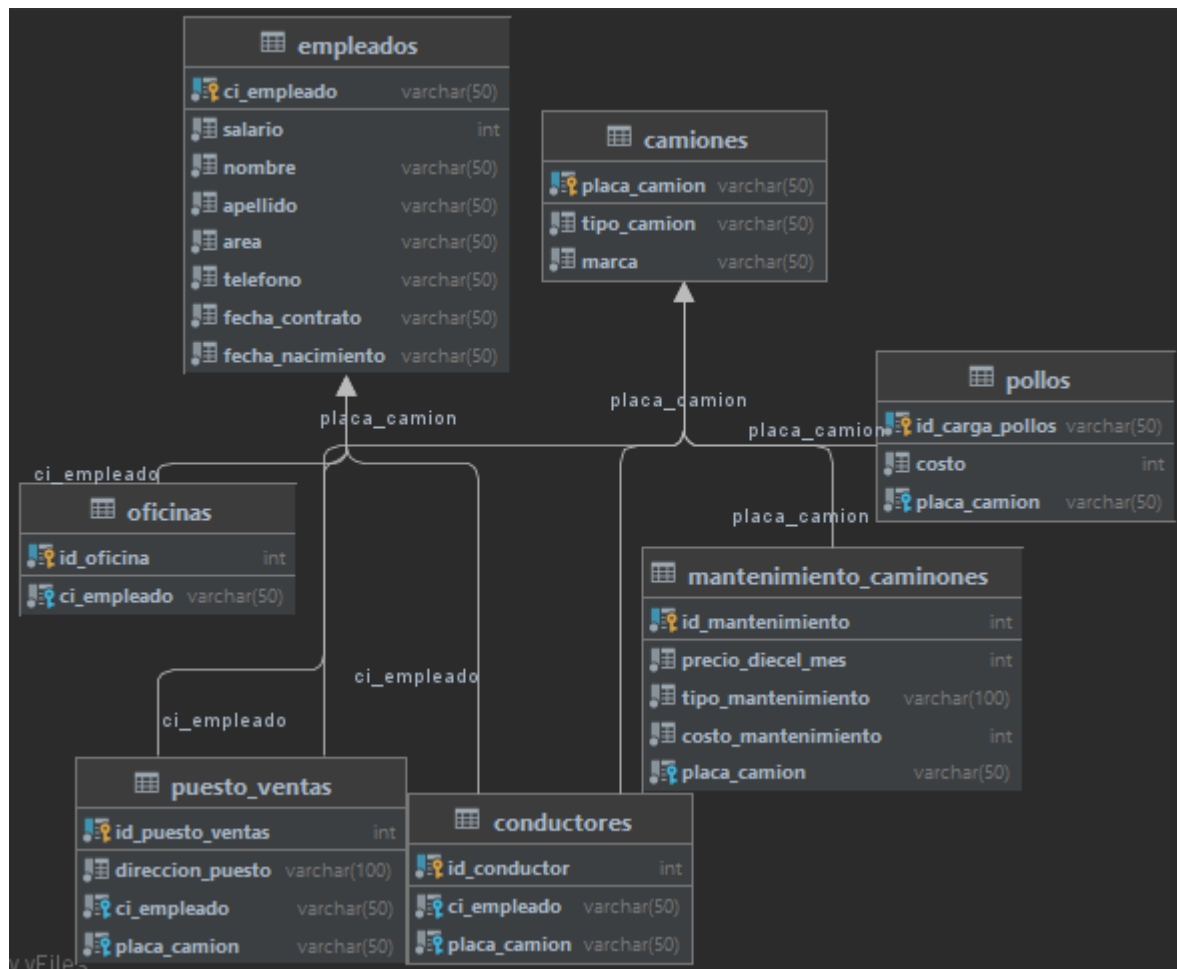 empleados
ci_empleado varchar(50)
salario int
nombre varchar(50)
apellido varchar(50)
area varchar(50)
telefono varchar(50)
fecha_contrato varchar(50)
fecha_nacimiento varchar(50)
camiones
placa_camion varchar(50)
tipo_camion varchar(50)
marca varchar(50)
pollos
id_carga_pollos varchar(50)
costo int
placa_camion varchar(50)
placa_camion
placa_camion
placa_camion
placa_camion
ci_empleado
oficinas
id_oficina int
ci_empleado varchar(50)
mantenimiento_caminones
id_mantenimiento int
precio_diecel_mes int
tipo_mantenimiento varchar(100)
costo_mantenimiento int
placa_camion varchar(50)
ci_empleado
ci_empleado
puesto_ventas
id_puesto_ventas int
direccion_puesto varchar(100)
ci_empleado varchar(50)
placa_camion varchar(50)
conductores
id_conductor int
ci_empleado varchar(50)
placa_camion varchar(50)